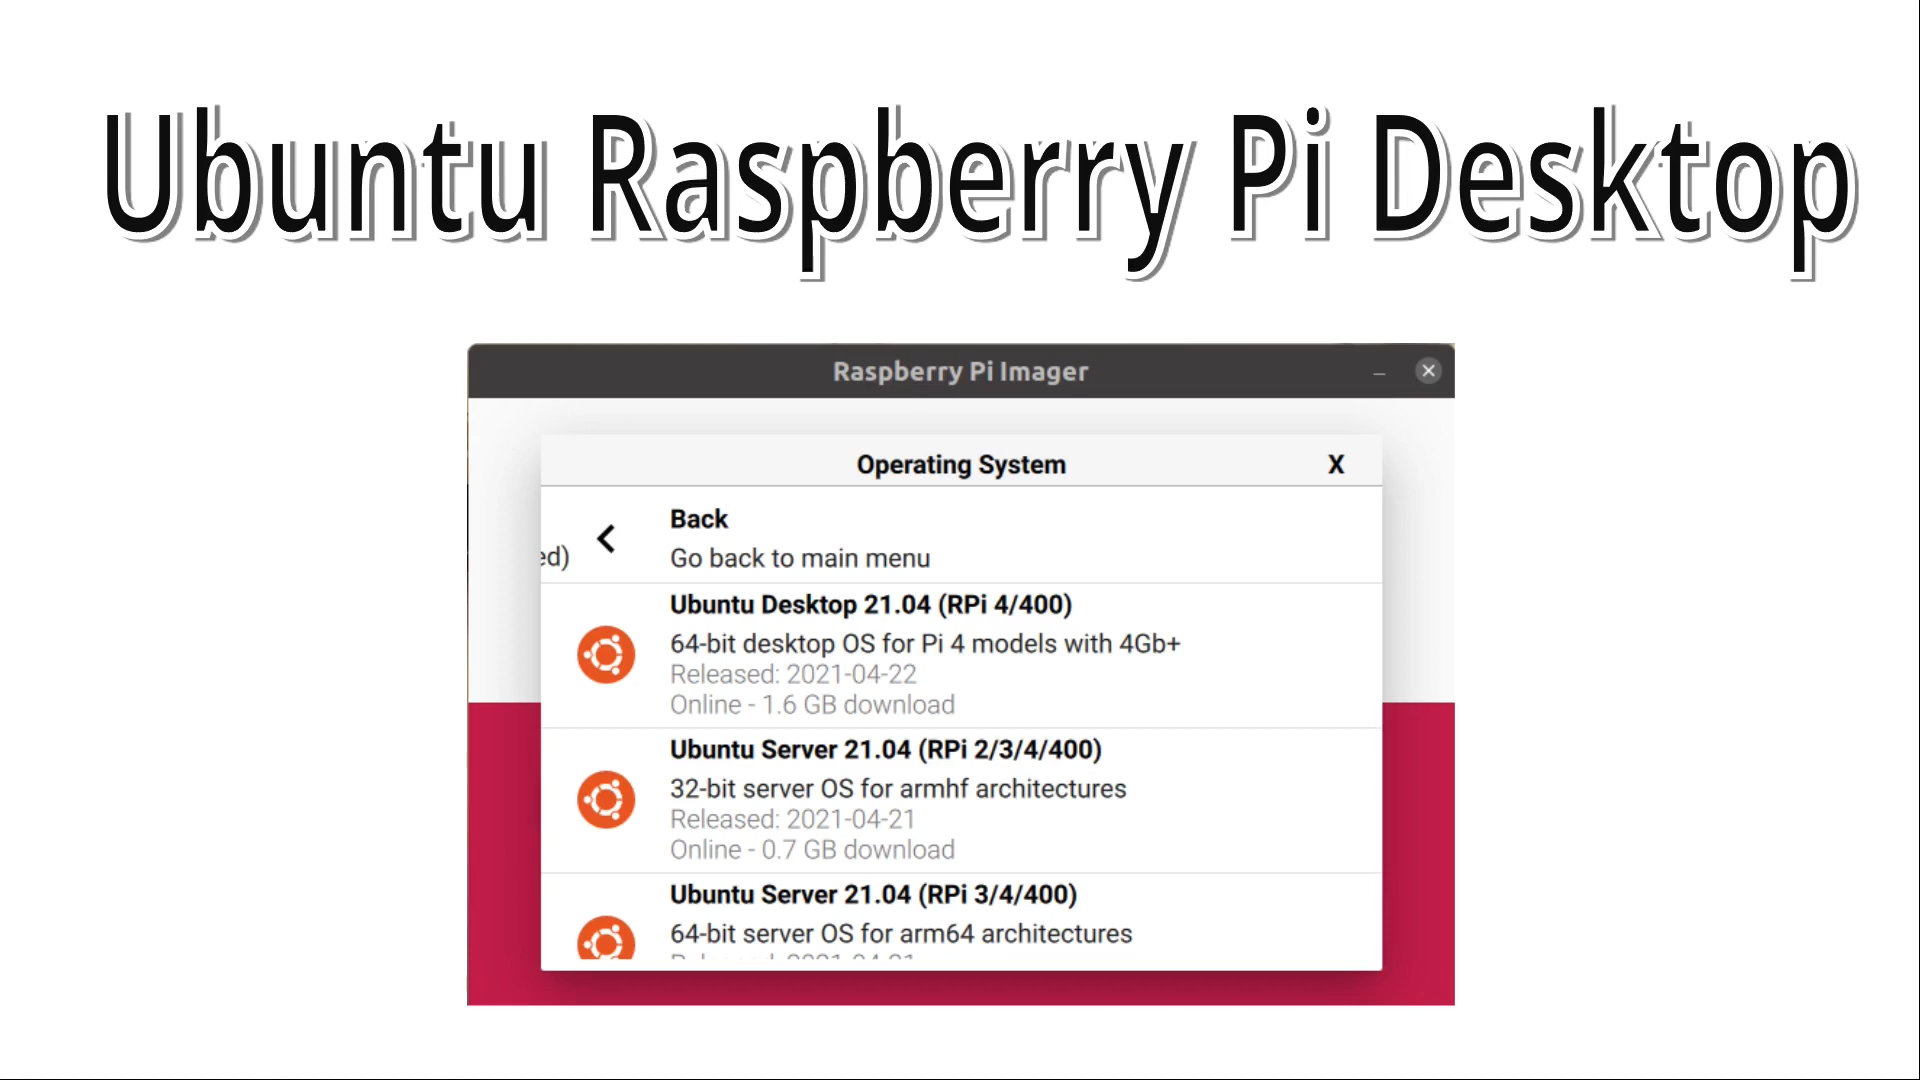 Ubuntu Raspberry Pi Desktop
Raspberry Pi Imager
Operating System X
Back
ed)
Go back to main menu
Ubuntu Desktop 21.04 (RPi 4/400)
64-bit desktop OS for Pi 4 models with 4Gb+
Released: 2021-04-22
Online - 1.6 GB download
Ubuntu Server 21.04 (RPi 2/3/4/400)
32-bit server OS for armhf architectures
Released: 2021-04-21
Online - 0.7 GB download
Ubuntu Server 21.04 (RPi 3/4/400)
64-bit server OS for arm64 architectures
Released: 2021-04-21